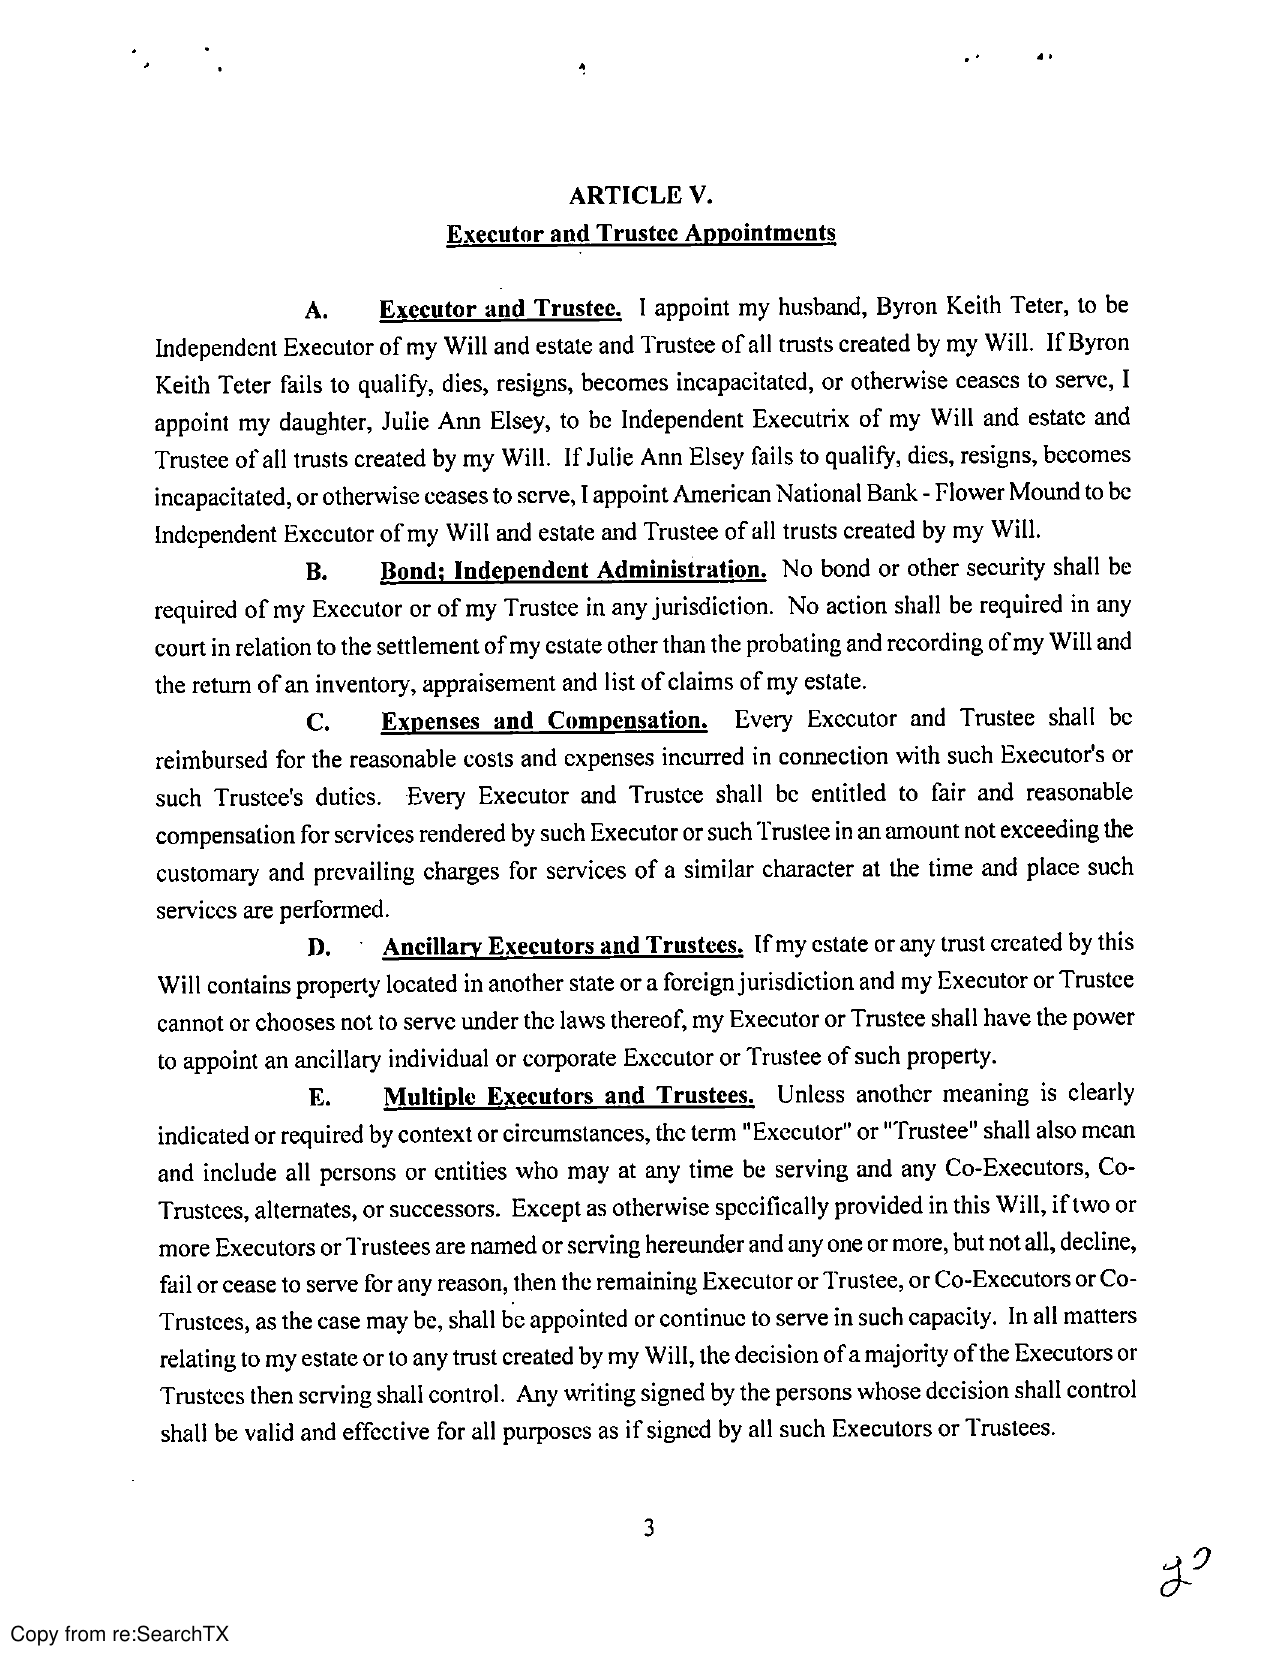 ARTICLE V.
Executor and Trustee Appointments
A. Executor and Trustee. I appoint my husband, Byron Keith Teter, to be
Independent Executor of my Will and estate and Trustee of all trusts created by my Will. If Byron
Keith Teter fails to qualify, dies, resigns, becomes incapacitated, or otherwise ceases to serve, I
appoint my daughter, Julie Ann Elsey, to be Independent Executrix of my Will and estate and
Trustee of all trusts created by my Will. If Julie Ann Elsey fails to qualify, dies, resigns, becomes
incapacitated, or otherwise ceases to serve, I appoint American National Bank - Flower Mound to be
Independent Executor of my Will and estate and Trustee of all trusts created by my Will.
B. Bond; Independent Administration. No bond or other security shall be
required of my Executor or of my Trustee in any jurisdiction. No action shall be required in any
court in relation to the settlement of my estate other than the probating and recording of my Will and
the return of an inventory, appraisement and list of claims of my estate.
C. Expenses and Compensation. Every Executor and Trustee shall be
reimbursed for the reasonable costs and expenses incurred in connection with such Executor's or
such Trustee's duties. Every Executor and Trustee shall be entitled to fair and reasonable
compensation for services rendered by such Executor or such Trustee in an amount not exceeding the
customary and prevailing charges for services of a similar character at the time and place such
services are performed.
D. Ancillary Executors and Trustees. If my estate or any trust created by this
Will contains property located in another state or a foreign jurisdiction and my Executor or Trustee
cannot or chooses not to serve under the laws thereof, my Executor or Trustee shall have the power
to appoint an ancillary individual or corporate Executor or Trustee of such property.
E. Multiple Executors and Trustees. Unless another meaning is clearly
indicated or required by context or circumstances, the term "Executor" or "Trustee" shall also mean
and include all persons or entities who may at any time be serving and any Co-Executors, Co-
Trustees, alternates, or successors. Except as otherwise specifically provided in this Will, if two or
more Executors or Trustees are named or serving hereunder and any one or more, but not all, decline,
fail or cease to serve for any reason, then the remaining Executor or Trustee, or Co-Executors or Co-
Trustees, as the case may be, shall be appointed or continue to serve in such capacity. In all matters
relating to my estate or to any trust created by my Will, the decision of a majority of the Executors or
Trustees then serving shall control. Any writing signed by the persons whose decision shall control
shall be valid and effective for all purposes as if signed by all such Executors or Trustees.
3
Copy from re:SearchTX